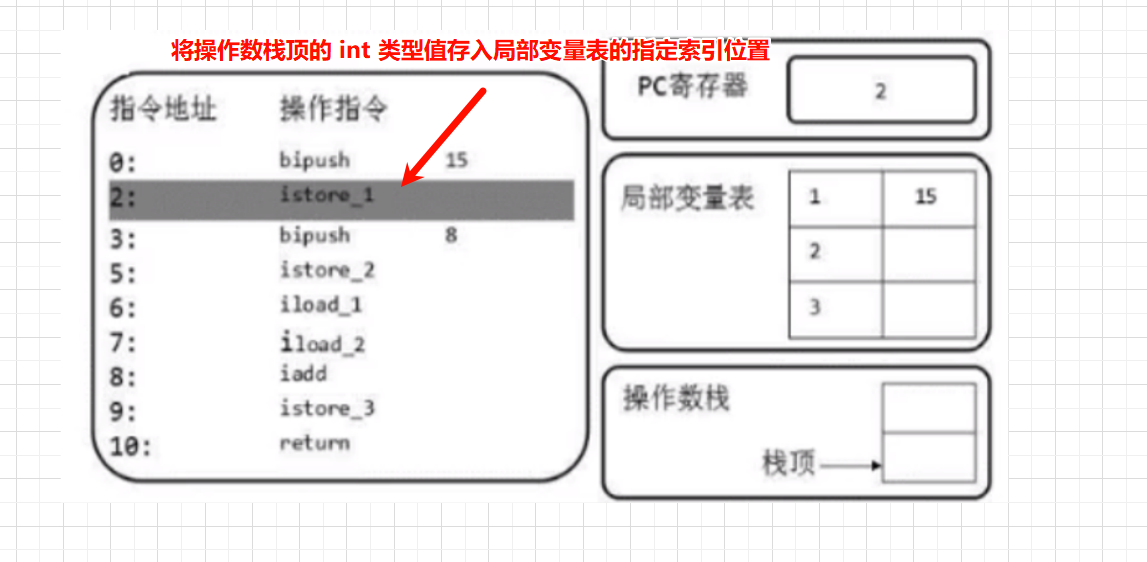 将操作数栈顶的 int 类型值存入局部变量表的指定索引位置
指令地址 操作指令
0: bipush 15
2: istore_1
3: bipush 8
5: istore_2
6: iload_1
7: iload_2
8: iadd
9: istore_3
10: return
PC寄存器 2
局部变量表 1 15
2
3
操作数栈
栈顶